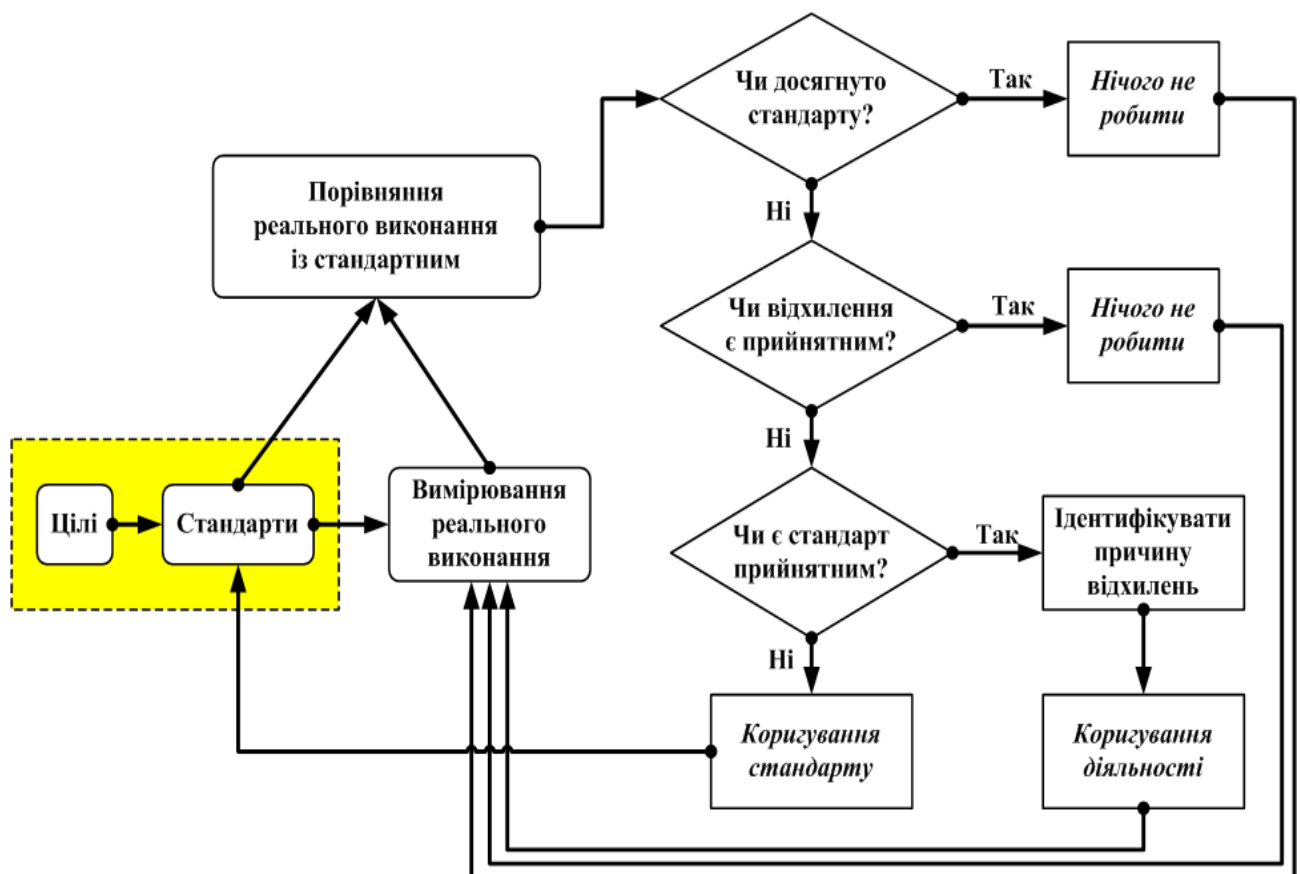 Чи досягнуто
стандарту?
Так
Нічого не
робити
Порівняння
реального виконання
із стандартним
Ні
Чи відхилення
є прийнятним?
Так
Нічого не
робити
Ні
Цілі
Стандарти
Вимірювання
реального
виконання
Чи є стандарт
прийнятним?
Так
Ідентифікувати
причину
відхилень
Ні
Коригування
стандарту
Коригування
діяльності